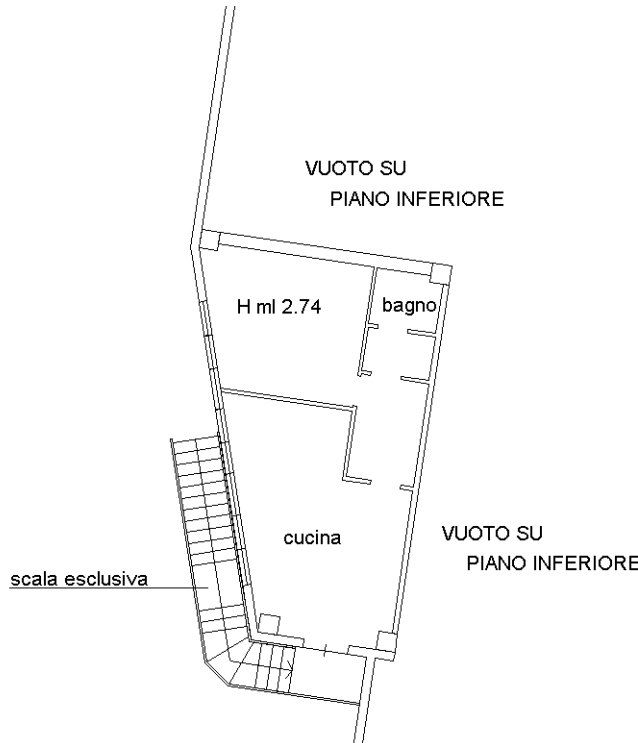 VUOTO SU
PIANO INFERIORE
H ml 2.74
bagno
cucina
VUOTO SU
PIANO INFERIORE
scala esclusiva